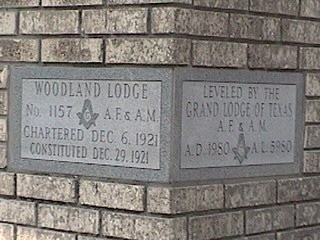 WOODLAND LODGE
NO. 1157 A.F.& A.M.
CHARTERED DEC. 6, 1921
CONSTITUTED DEC. 29, 1921
LEVELED BY THE
GRAND LODGE OF TEXAS
A.F. & A.M.
A.D. 1980 A.L. 5980